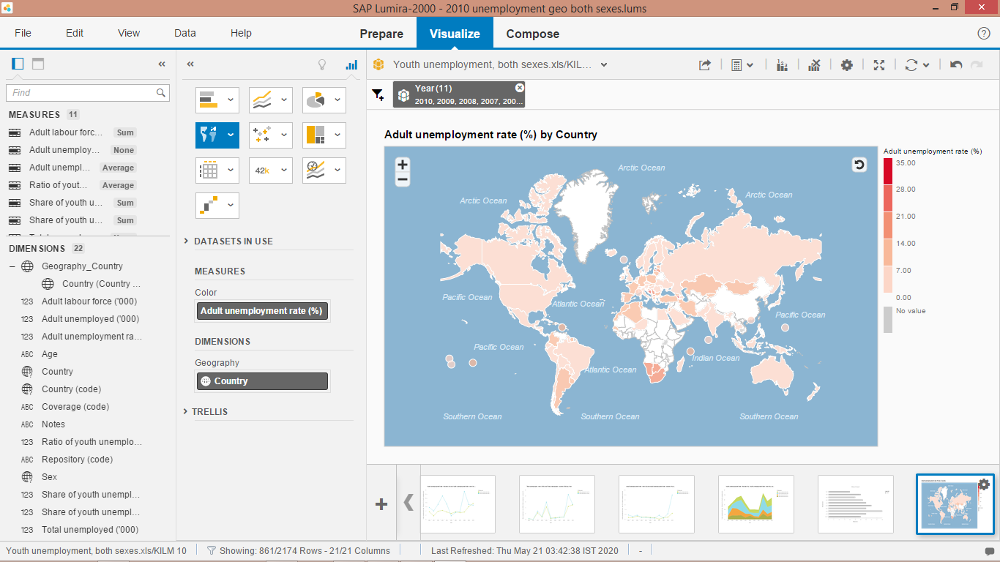 SAP Lumira-2000 - 2010 unemployment geo both sexes.lums
File Edit View Data Help
Prepare Visualize Compose
Youth unemployment, both sexes.xls/KIL...
Find
Year (11)
2010, 2009, 2008, 2007, 200...
MEASURES 11
Adult labour forc... Sum
Adult unemploy... None
Adult unempl... Average
Ratio of yout... Average
Share of youth u... Sum
Share of youth u... Sum
DIMENSIONS 22
Geography_Country
Country (Country ...
123 Adult labour force ('000)
123 Adult unemployed ('000)
123 Adult unemployment ra...
ABC Age
Country
Country (code)
ABC Coverage (code)
ABC Notes
123 Ratio of youth unemplo...
ABC Repository (code)
Sex
123 Share of youth unempl...
123 Share of youth unempl...
123 Total unemployed ('000)
42k
DATASETS IN USE
MEASURES
Color
Adult unemployment rate (%)
DIMENSIONS
Geography
Country
TRELLIS
Adult unemployment rate (%) by Country
Arctic Ocean
Arctic Ocean
Arctic Ocean
Pacific Ocean
Atlantic Ocean
Pacific Ocean
Pacific Ocean
Indian Ocean
Atlantic Ocean
Southern Ocean
Southern Ocean
Southern Ocean
Adult unemployment rate (%)
35.00
28.00
21.00
14.00
7.00
0.00
No value
Youth unemployment, both sexes.xls/KILM 10
Showing: 861/2174 Rows - 21/21 Columns
Last Refreshed: Thu May 21 03:42:38 IST 2020
-